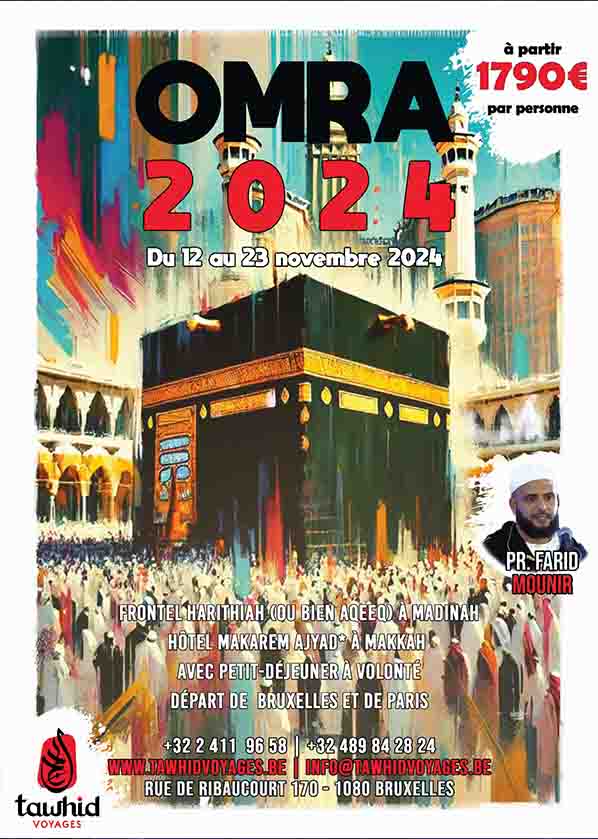 OMRA
2024
Du 12 au 23 novembre 2024
à partir
1790€
par personne
PR. FARID
MOUNIR
FRONTEL HARITHIAH (OU BIEN AQEEQ) À MADINAH
HÔTEL MAKAREM AJYAD* À MAKKAH
AVEC PETIT-DÉJEUNER À VOLONTÉ
DÉPART DE BRUXELLES ET DE PARIS
+32 2 411 96 58 | +32 489 84 28 24
WWW.TAWHIDVOYAGES.BE | INFO@TAWHIDVOYAGES.BE
RUE DE RIBAUCOURT 170 - 1080 BRUXELLES
tawhid
VOYAGES